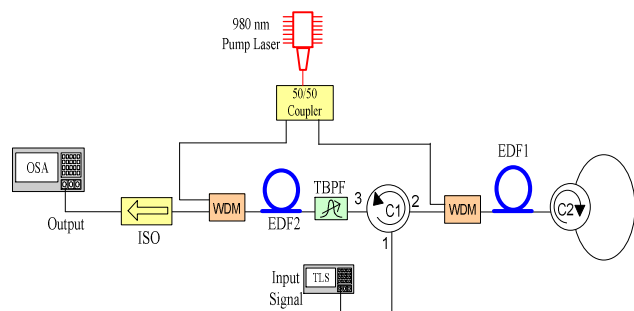 980 nm
Pump Laser
50/50
Coupler
EDF1
OSA
TBPF
WDM
3
C1
2
WDM
C2
EDF2
Output
ISO
1
Input
Signal
TLS